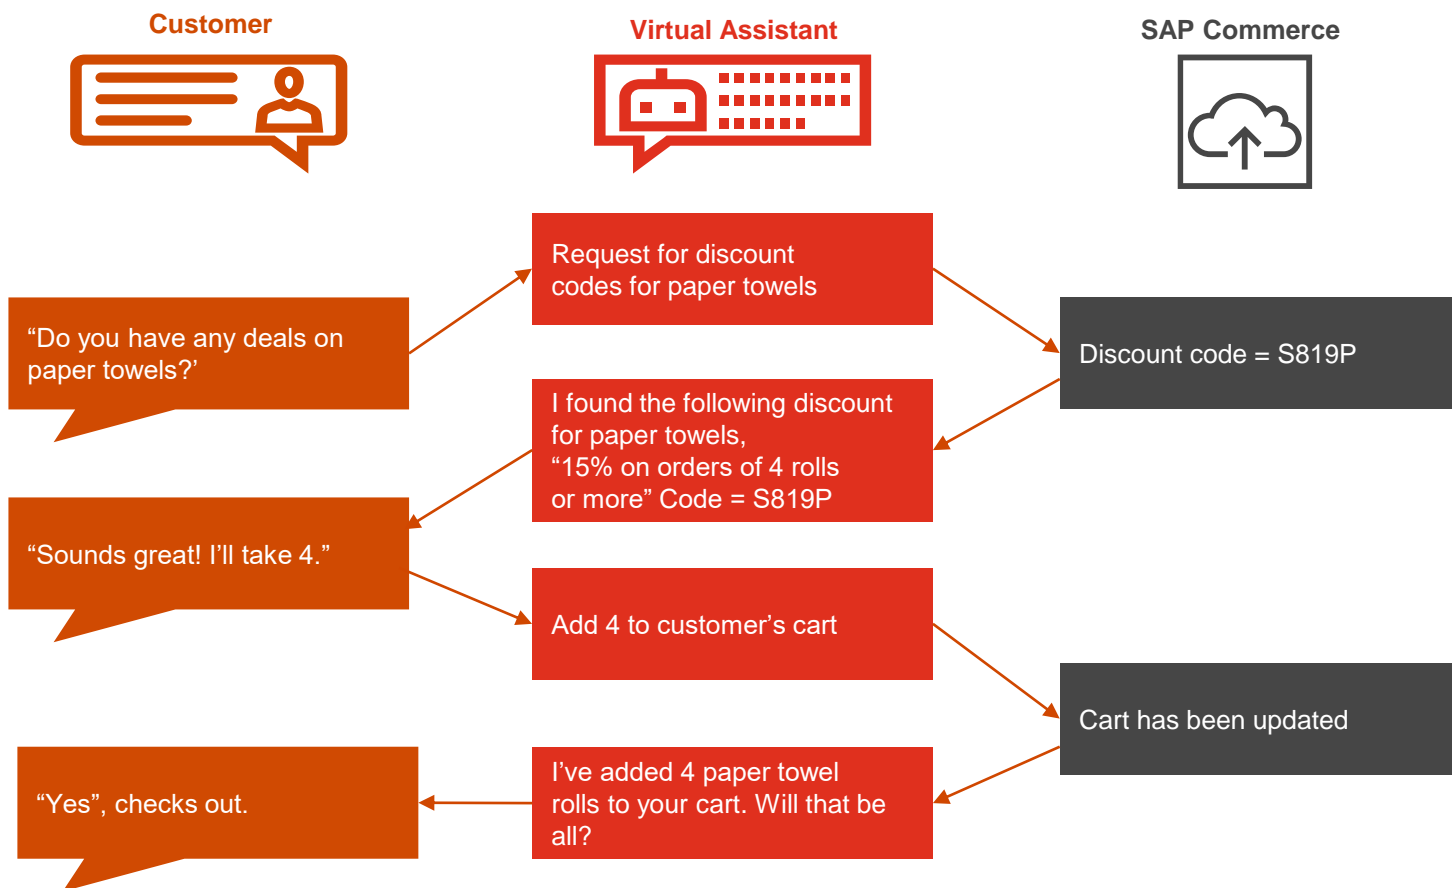 Customer
Virtual Assistant
SAP Commerce
Request for discount
codes for paper towels
“Do you have any deals on
paper towels?’
Discount code = S819P
I found the following discount
for paper towels,
“15% on orders of 4 rolls
or more” Code = S819P
“Sounds great! I’ll take 4.”
Add 4 to customer’s cart
Cart has been updated
I’ve added 4 paper towel
rolls to your cart. Will that be
all?
“Yes”, checks out.